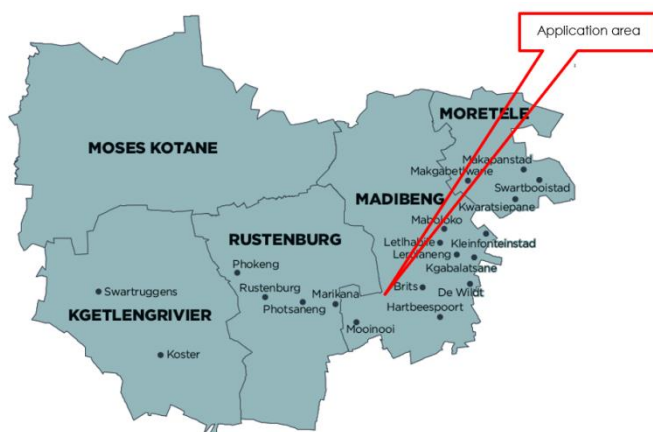 Application area
MORETELE
MOSES KOTANE
Makapanstad
Makgabetlwane
Swartbooistad
MADIBENG
Kwaratsiepane
Maboloko
RUSTENBURG
Letlhabile
Kleinfonteinstad
Lerulaneng
Kgabalatsane
Phokeng
Rustenburg
Marikana
Brits
De Wildt
Swartruggens
Photsaneng
Hartbeespoort
KGETLENGRIVIER
Mooinooi
Koster